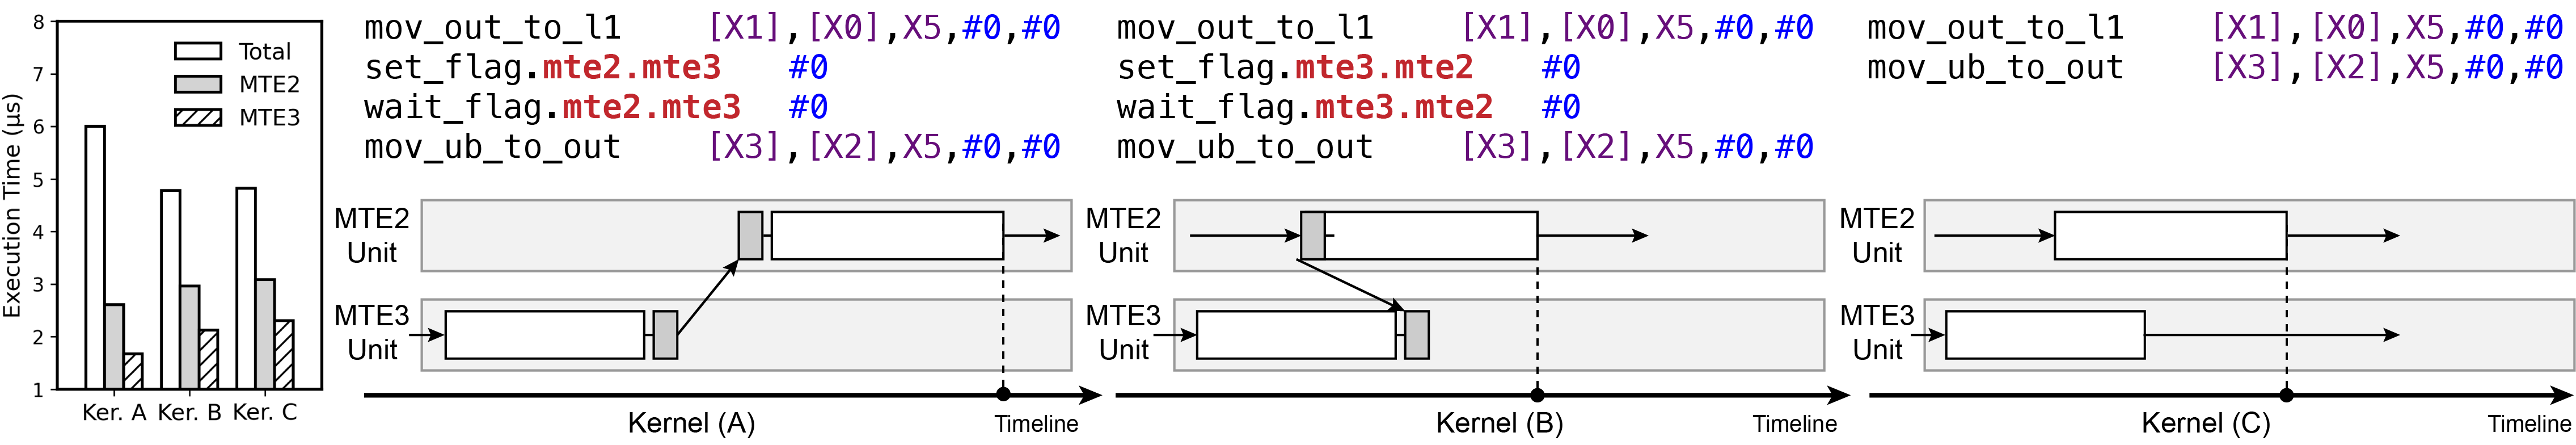 8
7
6
5
4
3
2
1
Execution Time (μs)
Total
MTE2
MTE3
Ker. A Ker. B Ker. C
mov_out_to_l1 [X1],[X0],X5,#0,#0
set_flag.mte2.mte3 #0
wait_flag.mte2.mte3 #0
mov_ub_to_out [X3],[X2],X5,#0,#0
MTE2
Unit
MTE3
Unit
Kernel (A)
Timeline
mov_out_to_l1 [X1],[X0],X5,#0,#0
set_flag.mte3.mte2 #0
wait_flag.mte3.mte2 #0
mov_ub_to_out [X3],[X2],X5,#0,#0
MTE2
Unit
MTE3
Unit
Kernel (B)
Timeline
mov_out_to_l1 [X1],[X0],X5,#0,#0
mov_ub_to_out [X3],[X2],X5,#0,#0
MTE2
Unit
MTE3
Unit
Kernel (C)
Timeline